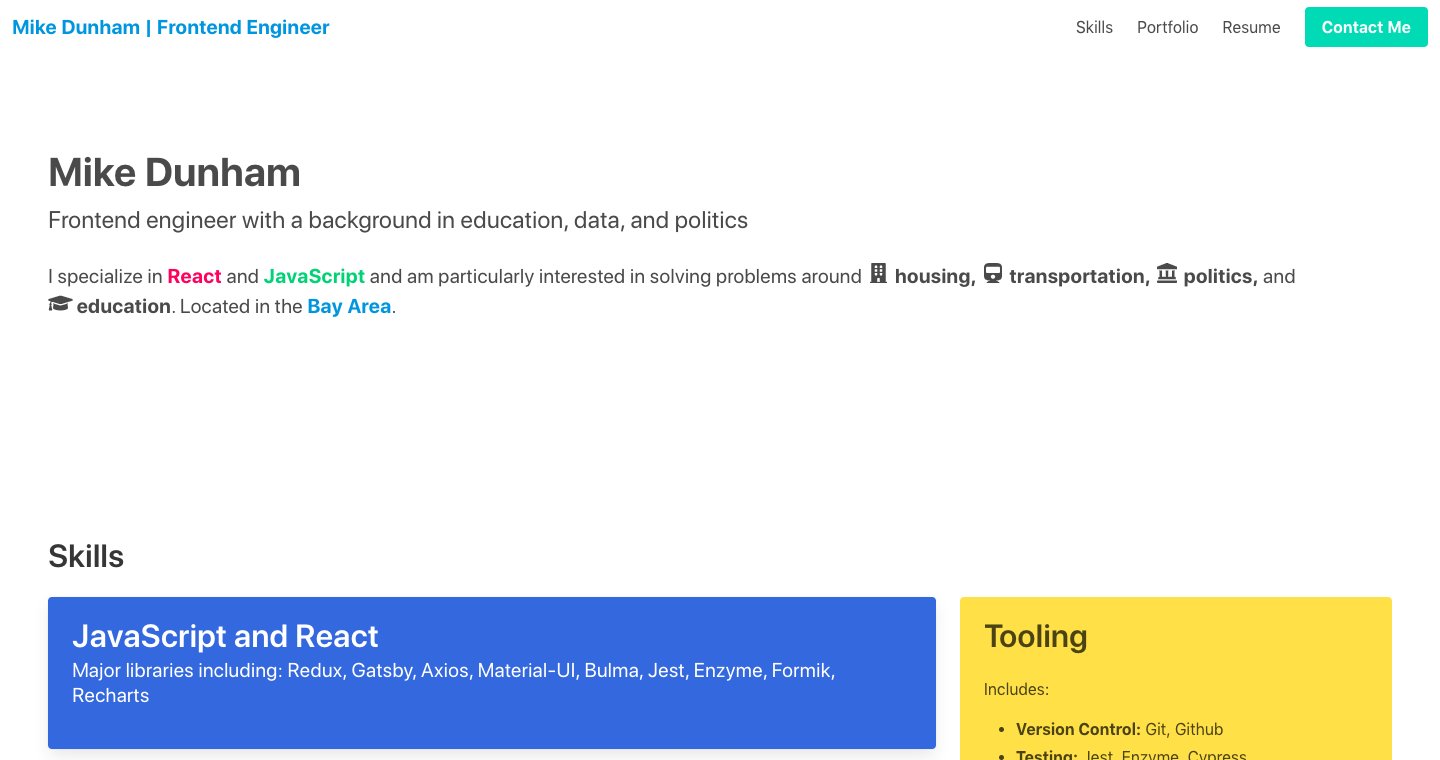 Mike Dunham | Frontend Engineer
Skills
Portfolio
Resume
Contact Me
Mike Dunham
Frontend engineer with a background in education, data, and politics
I specialize in React and JavaScript and am particularly interested in solving problems around housing, transportation, politics, and
education. Located in the Bay Area.
Skills
JavaScript and React
Major libraries including: Redux, Gatsby, Axios, Material-UI, Bulma, Jest, Enzyme, Formik,
Recharts
Tooling
Includes:
• Version Control: Git, Github
• Testing: Jest, Enzyme, Cypress